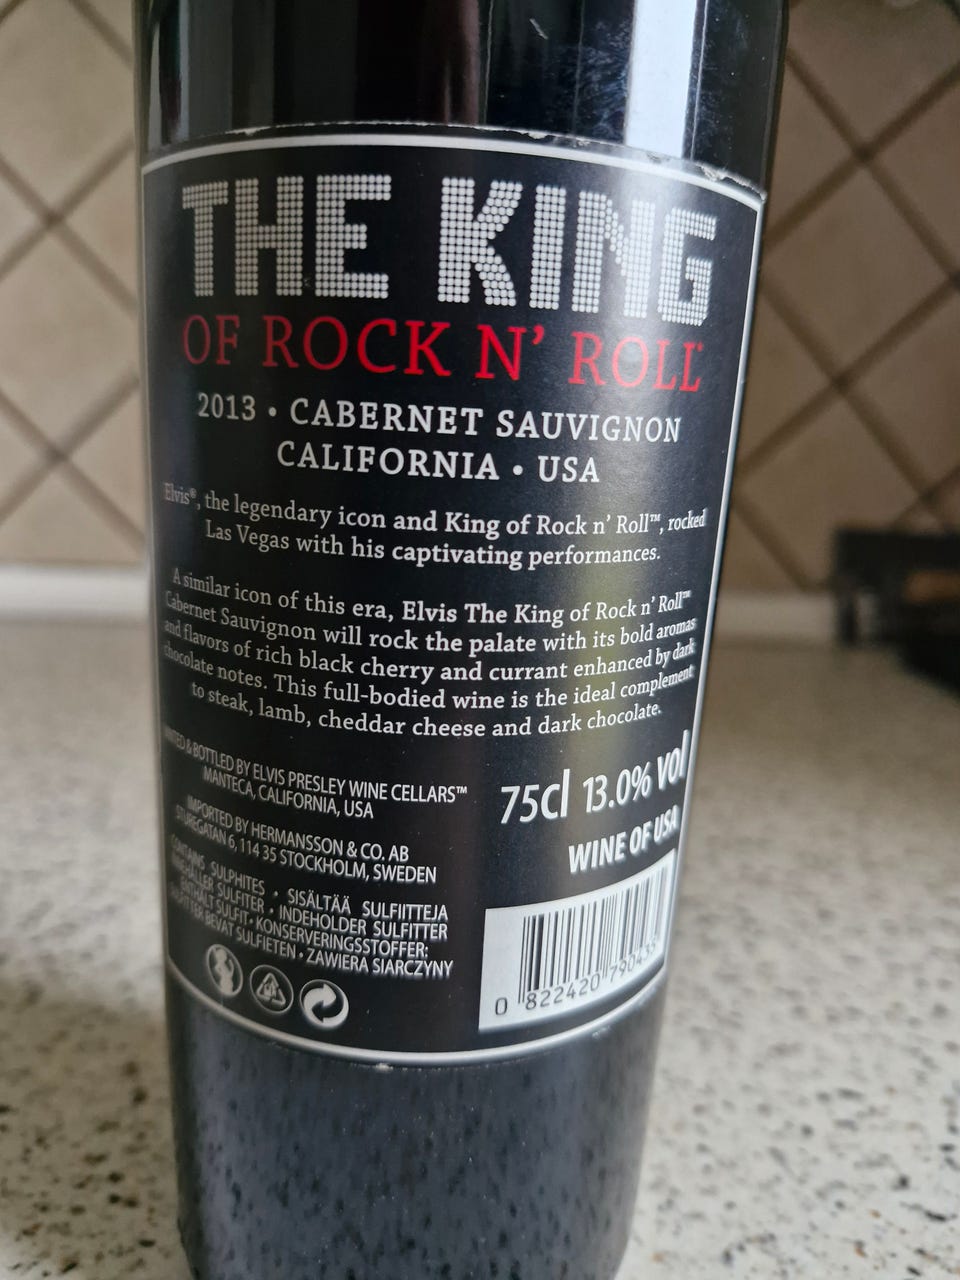 THE KING
OF ROCK N' ROLL
2013 • CABERNET SAUVIGNON
CALIFORNIA • USA
Elvis®, the legendary icon and King of Rock n' Roll™, rocked
Las Vegas with his captivating performances.
A similar icon of this era, Elvis The King of Rock n' Roll™
Cabernet Sauvignon will rock the palate with its bold aromas
and flavors of rich black cherry and currant enhanced by dark
chocolate notes. This full-bodied wine is the ideal complement
to steak, lamb, cheddar cheese and dark chocolate.
& BOTTLED BY ELVIS PRESLEY WINE CELLARS™
MANTECA, CALIFORNIA, USA
IMPORTED BY HERMANSSON & CO. AB
STUREGATAN 6, 114 35 STOCKHOLM, SWEDEN
CONTAINS SULPHITES • SISÄLTÄÄ SULFIITTEJA
INNEHÅLLER SULFITER • INDEHOLDER SULFITTER
ENTHÄLT SULFIT • KONSERVERINGSSTOFFER:
SULFITTER BEVAT SULFIETEN • ZAWIERA SIARCZYNY
75cl 13.0% vol
WINE OF USA
0 822420 790435